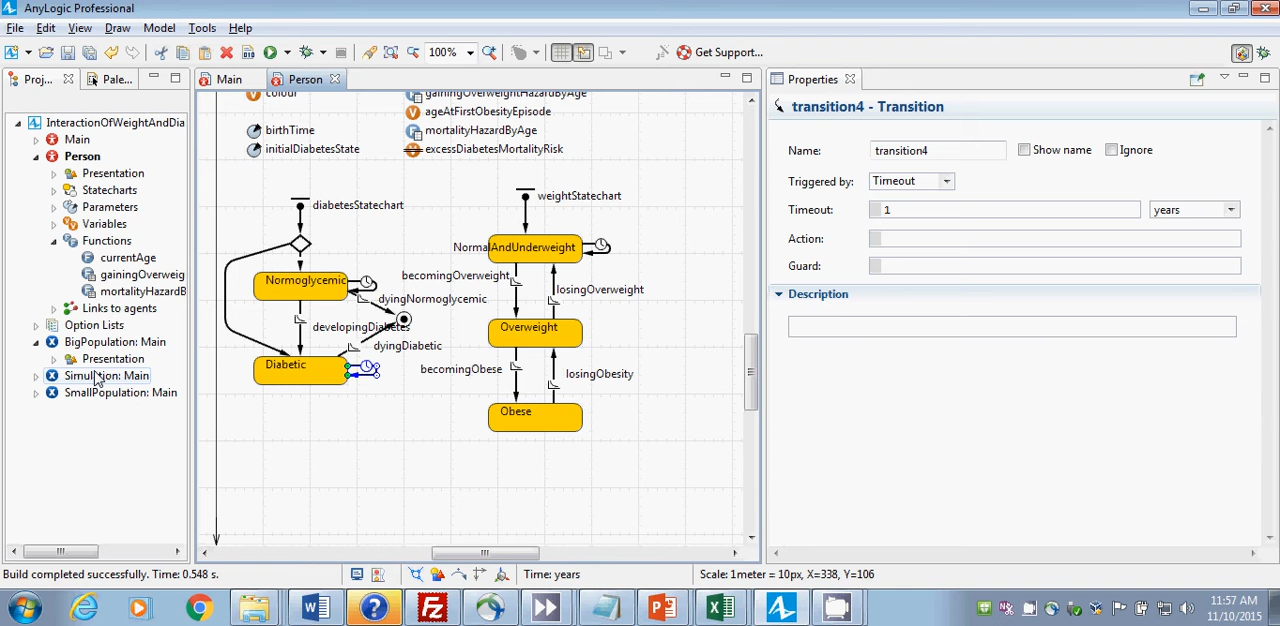 AnyLogic Professional
File Edit View Draw Model Tools Help
100% Get Support...
Proj... Pale... Main Person Properties
InteractionOfWeightAndDia
Main
Person
Presentation
Statecharts
Parameters
Variables
Functions
currentAge
gainingOverweig
mortalityHazardB
Links to agents
Option Lists
BigPopulation: Main
Presentation
Simulation: Main
SmallPopulation: Main
colour
gainingOverweightHazardByAge
ageAtFirstObesityEpisode
birthTime
mortalityHazardByAge
initialDiabetesState
excessDiabetesMortalityRisk
diabetesStatechart
weightStatechart
NormalAndUnderweight
Normoglycemic
becomingOverweight
losingOverweight
dyingNormoglycemic
developingDiabetes
Overweight
dyingDiabetic
Diabetic
becomingObese
losingObesity
Obese
transition4 - Transition
Name: transition4 Show name Ignore
Triggered by: Timeout
Timeout: 1 years
Action:
Guard:
Description
Build completed successfully. Time: 0.548 s.
Time: years
Scale: 1meter = 10px, X=338, Y=106
11:57 AM
11/10/2015